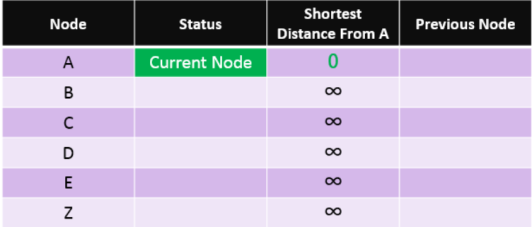 Node Status Shortest Distance From A Previous Node
A Current Node 0
B ∞
C ∞
D ∞
E ∞
Z ∞